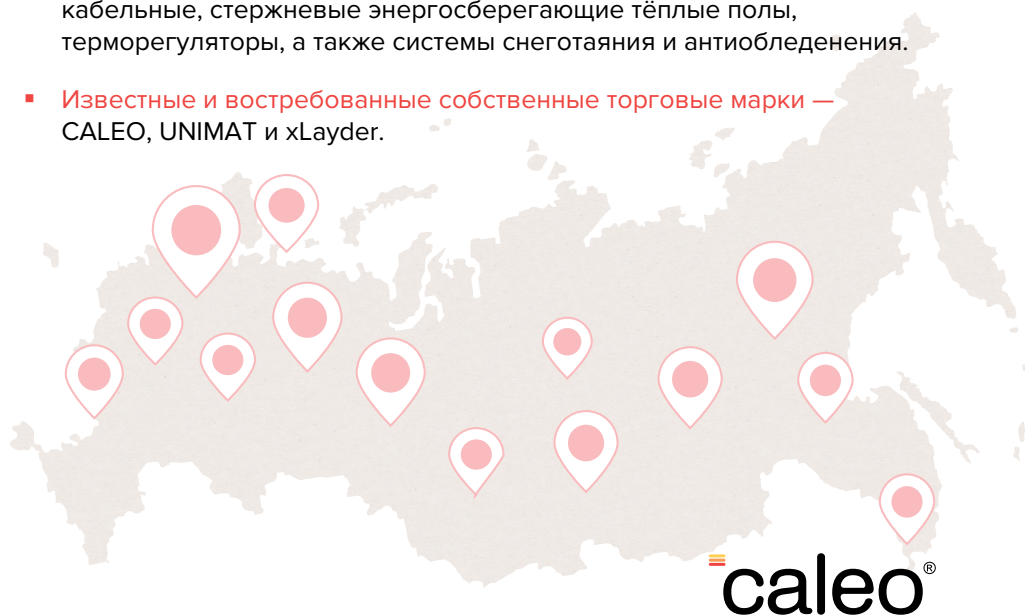 кабельные, стержневые энергосберегающие тёплые полы,
терморегуляторы, а также системы снеготаяния и антиобледенения.
▪ Известные и востребованные собственные торговые марки —
CALEO, UNIMAT и xLayder.
caleo®